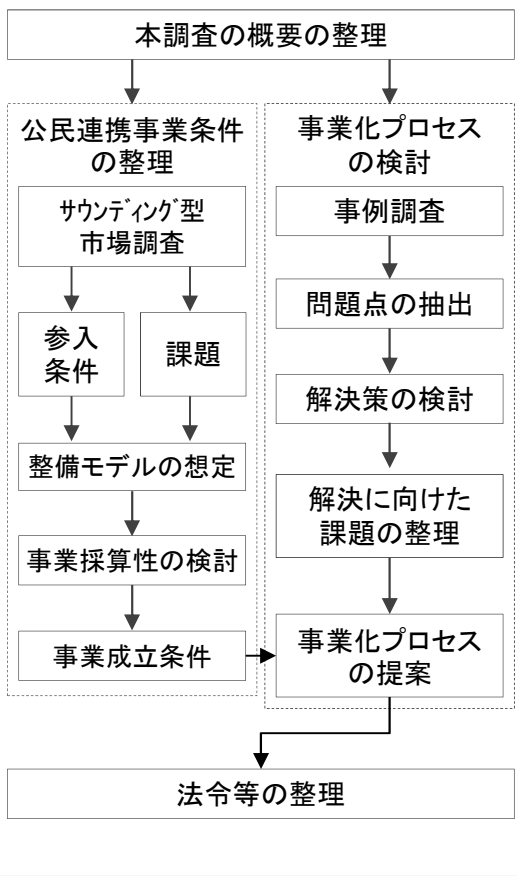 本調査の概要の整理
公民連携事業条件
の整理
ｻｳﾝﾃﾞｨﾝｸﾞ型
市場調査
参入
条件
課題
整備モデルの想定
事業採算性の検討
事業成立条件
事業化プロセス
の検討
事例調査
問題点の抽出
解決策の検討
解決に向けた
課題の整理
事業化プロセス
の提案
法令等の整理